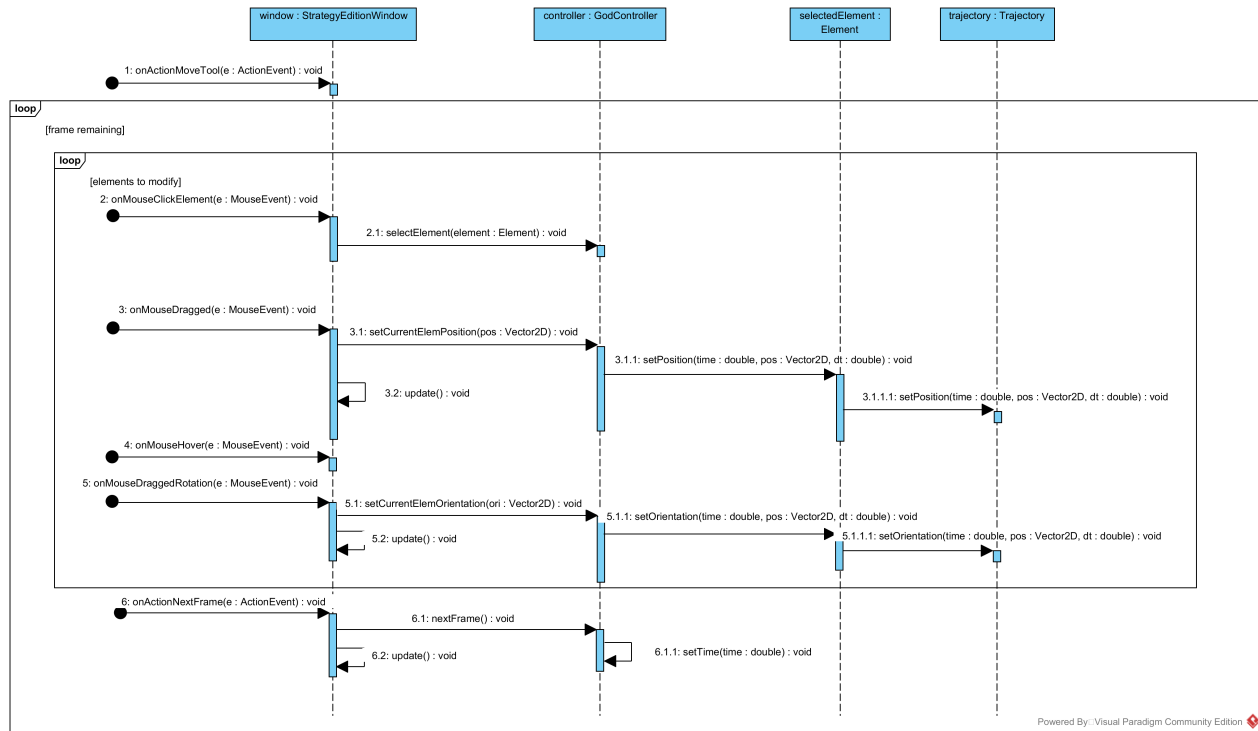 window : StrategyEditionWindow
controller : GodController
selectedElement :
Element
trajectory : Trajectory
1: onActionMoveTool(e : ActionEvent) : void
loop
[frame remaining]
loop
[elements to modify]
2: onMouseClickElement(e : MouseEvent) : void
2.1: selectElement(element : Element) : void
3: onMouseDragged(e : MouseEvent) : void
3.1: setCurrentElemPosition(pos : Vector2D) : void
3.1.1: setPosition(time : double, pos : Vector2D, dt : double) : void
3.2: update() : void
3.1.1.1: setPosition(time : double, pos : Vector2D, dt : double) : void
4: onMouseHover(e : MouseEvent) : void
5: onMouseDraggedRotation(e : MouseEvent) : void
5.1: setCurrentElemOrientation(ori : Vector2D) : void
5.1.1: setOrientation(time : double, pos : Vector2D, dt : double) : void
5.2: update() : void
5.1.1.1: setOrientation(time : double, pos : Vector2D, dt : double) : void
6: onActionNextFrame(e : ActionEvent) : void
6.1: nextFrame() : void
6.2: update() : void
6.1.1: setTime(time : double) : void
Powered By Visual Paradigm Community Edition